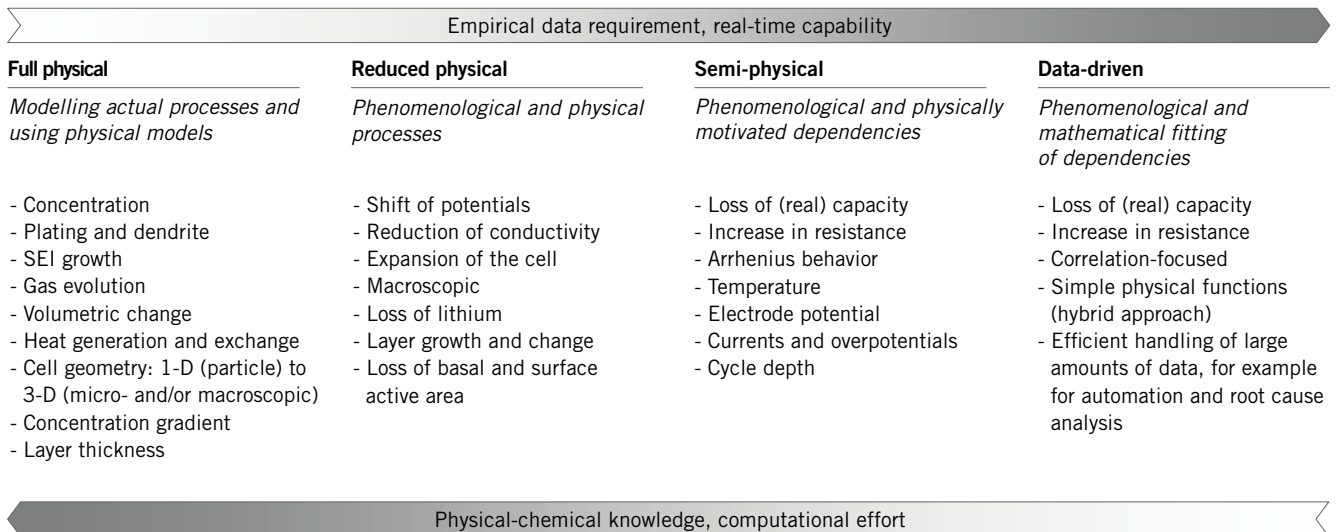 Empirical data requirement, real-time capability
Full physical
Modelling actual processes and
using physical models
- Concentration
- Plating and dendrite
- SEI growth
- Gas evolution
- Volumetric change
- Heat generation and exchange
- Cell geometry: 1-D (particle) to
3-D (micro- and/or macroscopic)
- Concentration gradient
- Layer thickness
Reduced physical
Phenomenological and physical
processes
- Shift of potentials
- Reduction of conductivity
- Expansion of the cell
- Macroscopic
- Loss of lithium
- Layer growth and change
- Loss of basal and surface
active area
Semi-physical
Phenomenological and physically
motivated dependencies
- Loss of (real) capacity
- Increase in resistance
- Arrhenius behavior
- Temperature
- Electrode potential
- Currents and overpotentials
- Cycle depth
Data-driven
Phenomenological and
mathematical fitting
of dependencies
- Loss of (real) capacity
- Increase in resistance
- Correlation-focused
- Simple physical functions
(hybrid approach)
- Efficient handling of large
amounts of data, for example
for automation and root cause
analysis
Physical-chemical knowledge, computational effort